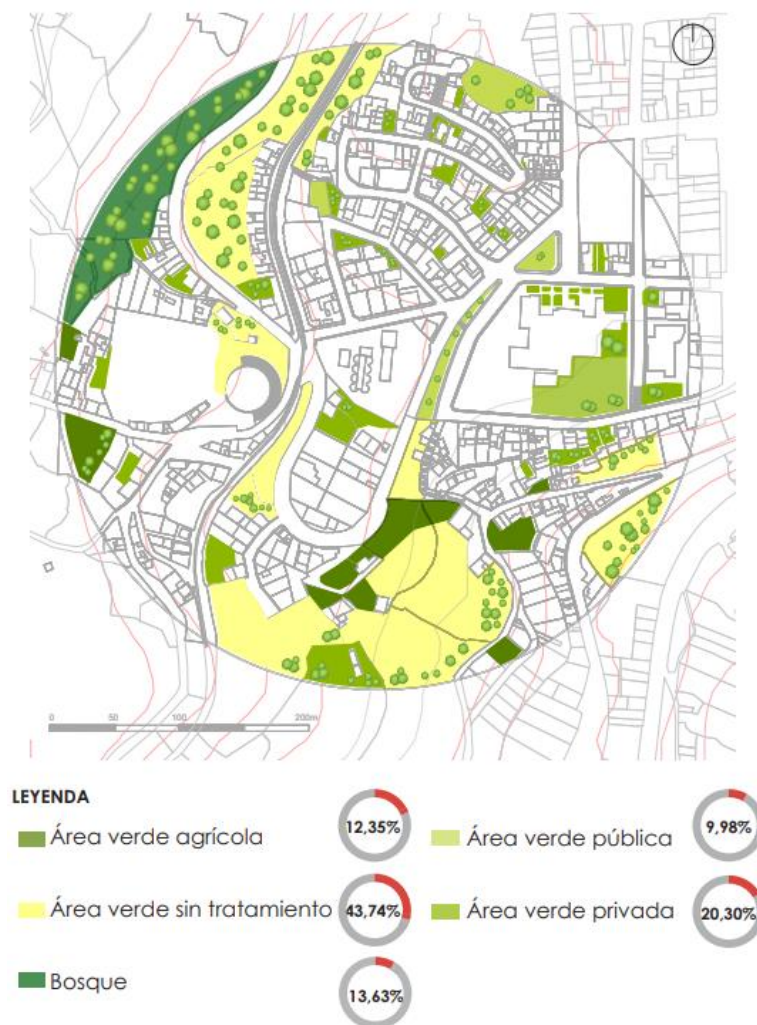 0 50 100 200m
LEYENDA
Área verde agrícola 12,35%
Área verde pública 9,98%
Área verde sin tratamiento 43,74%
Área verde privada 20,30%
Bosque 13,63%